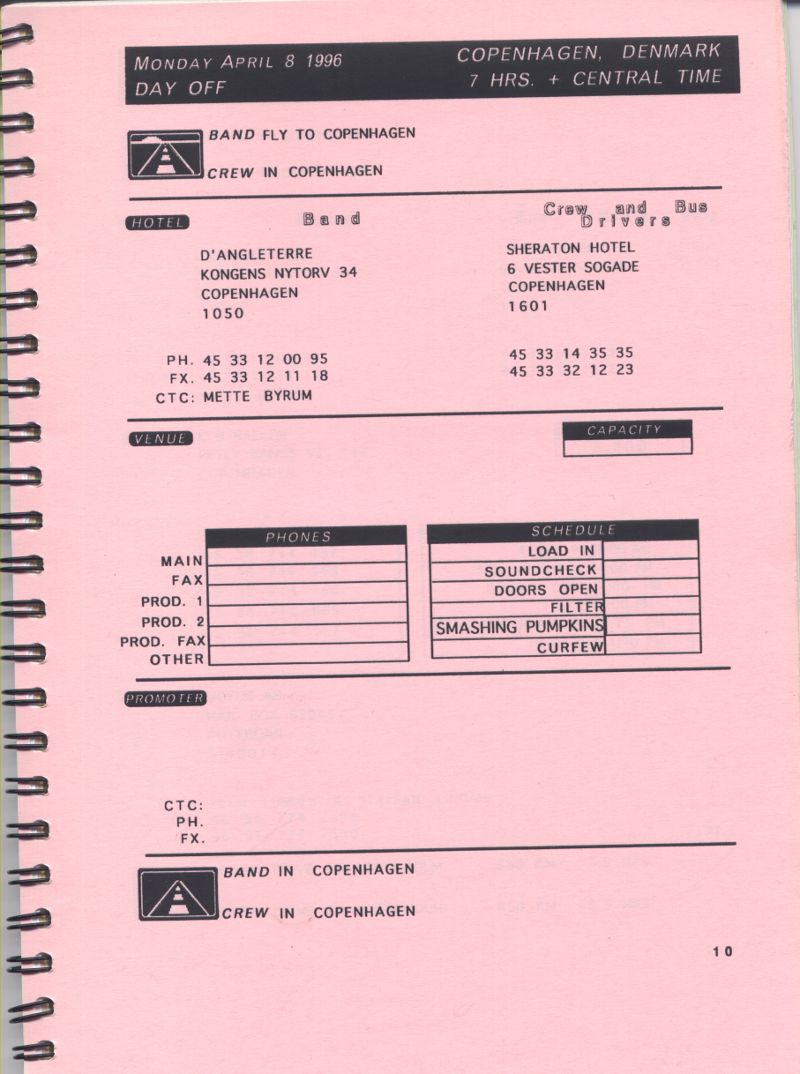 MONDAY APRIL 8 1996
DAY OFF
COPENHAGEN, DENMARK
7 HRS. + CENTRAL TIME
BAND FLY TO COPENHAGEN
CREW IN COPENHAGEN
HOTEL
Band
D'ANGLETERRE
KONGENS NYTORV 34
COPENHAGEN
1050
PH. 45 33 12 00 95
FX. 45 33 12 11 18
CTC: METTE BYRUM
Crew and Bus
Drivers
SHERATON HOTEL
6 VESTER SOGADE
COPENHAGEN
1601
45 33 14 35 35
45 33 32 12 23
VENUE
CAPACITY
PHONES
MAIN
FAX
PROD. 1
PROD. 2
PROD. FAX
OTHER
SCHEDULE
LOAD IN
SOUNDCHECK
DOORS OPEN
FILTER
SMASHING PUMPKINS
CURFEW
PROMOTER
CTC:
PH.
FX.
BAND IN COPENHAGEN
CREW IN COPENHAGEN
10